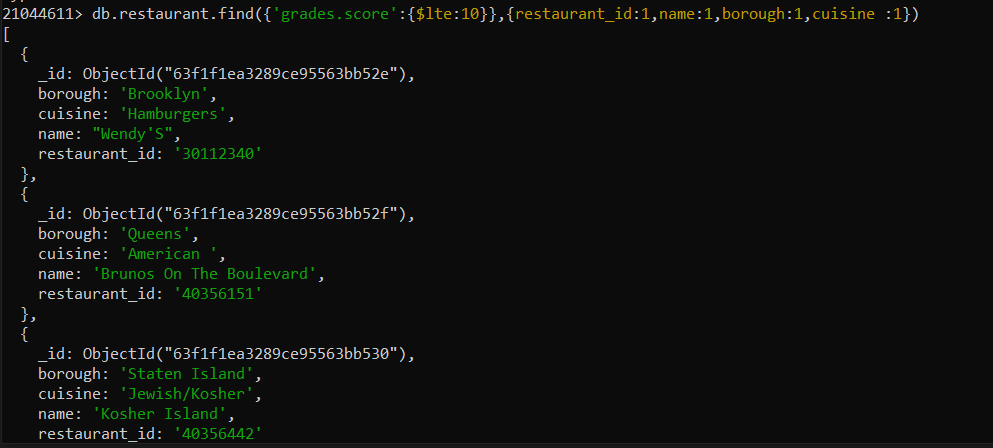 21044611> db.restaurant.find({'grades.score':{$lte:10}},{restaurant_id:1,name:1,borough:1,cuisine :1})
[
  {
    _id: ObjectId("63f1f1ea3289ce95563bb52e"),
    borough: 'Brooklyn',
    cuisine: 'Hamburgers',
    name: "Wendy'S",
    restaurant_id: '30112340'
  },
  {
    _id: ObjectId("63f1f1ea3289ce95563bb52f"),
    borough: 'Queens',
    cuisine: 'American ',
    name: 'Brunos On The Boulevard',
    restaurant_id: '40356151'
  },
  {
    _id: ObjectId("63f1f1ea3289ce95563bb530"),
    borough: 'Staten Island',
    cuisine: 'Jewish/Kosher',
    name: 'Kosher Island',
    restaurant_id: '40356442'